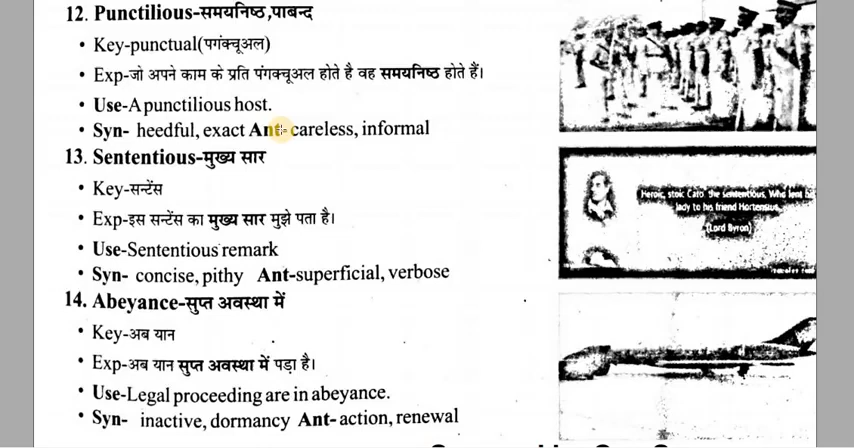 12. Punctilious-समयनिष्ठ,पाबन्द
• Key-punctual(पगंक्चूअल)
• Exp-जो अपने काम के प्रति पंगक्चूअल होते है वह समयनिष्ठ होते हैं।
• Use-A punctilious host.
• Syn- heedful, exact Ant- careless, informal
13. Sententious-मुख्य सार
• Key-सन्टेंस
• Exp-इस सन्टेंस का मुख्य सार मुझे पता है।
• Use-Sententious remark
• Syn- concise, pithy Ant-superficial, verbose
Heroic, stoic Cato, the sententious, Who lent his
lady to his friend Hortensius.
(Lord Byron)
14. Abeyance-सुप्त अवस्था में
• Key-अब यान
• Exp-अब यान सुप्त अवस्था में पड़ा है।
• Use-Legal proceeding are in abeyance.
• Syn- inactive, dormancy Ant- action, renewal